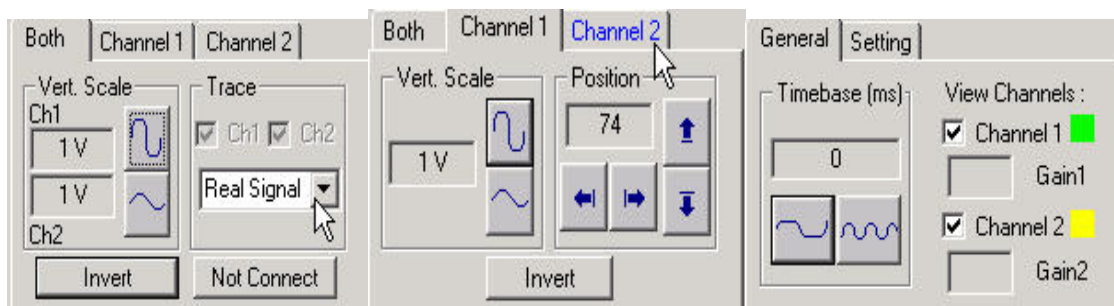 Both Channel 1 Channel 2
Vert. Scale
Ch1
1 V
1 V
Ch2
Trace
Ch1 Ch2
Real Signal
Invert Not Connect
Both Channel 1 Channel 2
Vert. Scale
1 V
Position
74
Invert
General Setting
Timebase (ms)
0
View Channels :
Channel 1
Gain1
Channel 2
Gain2